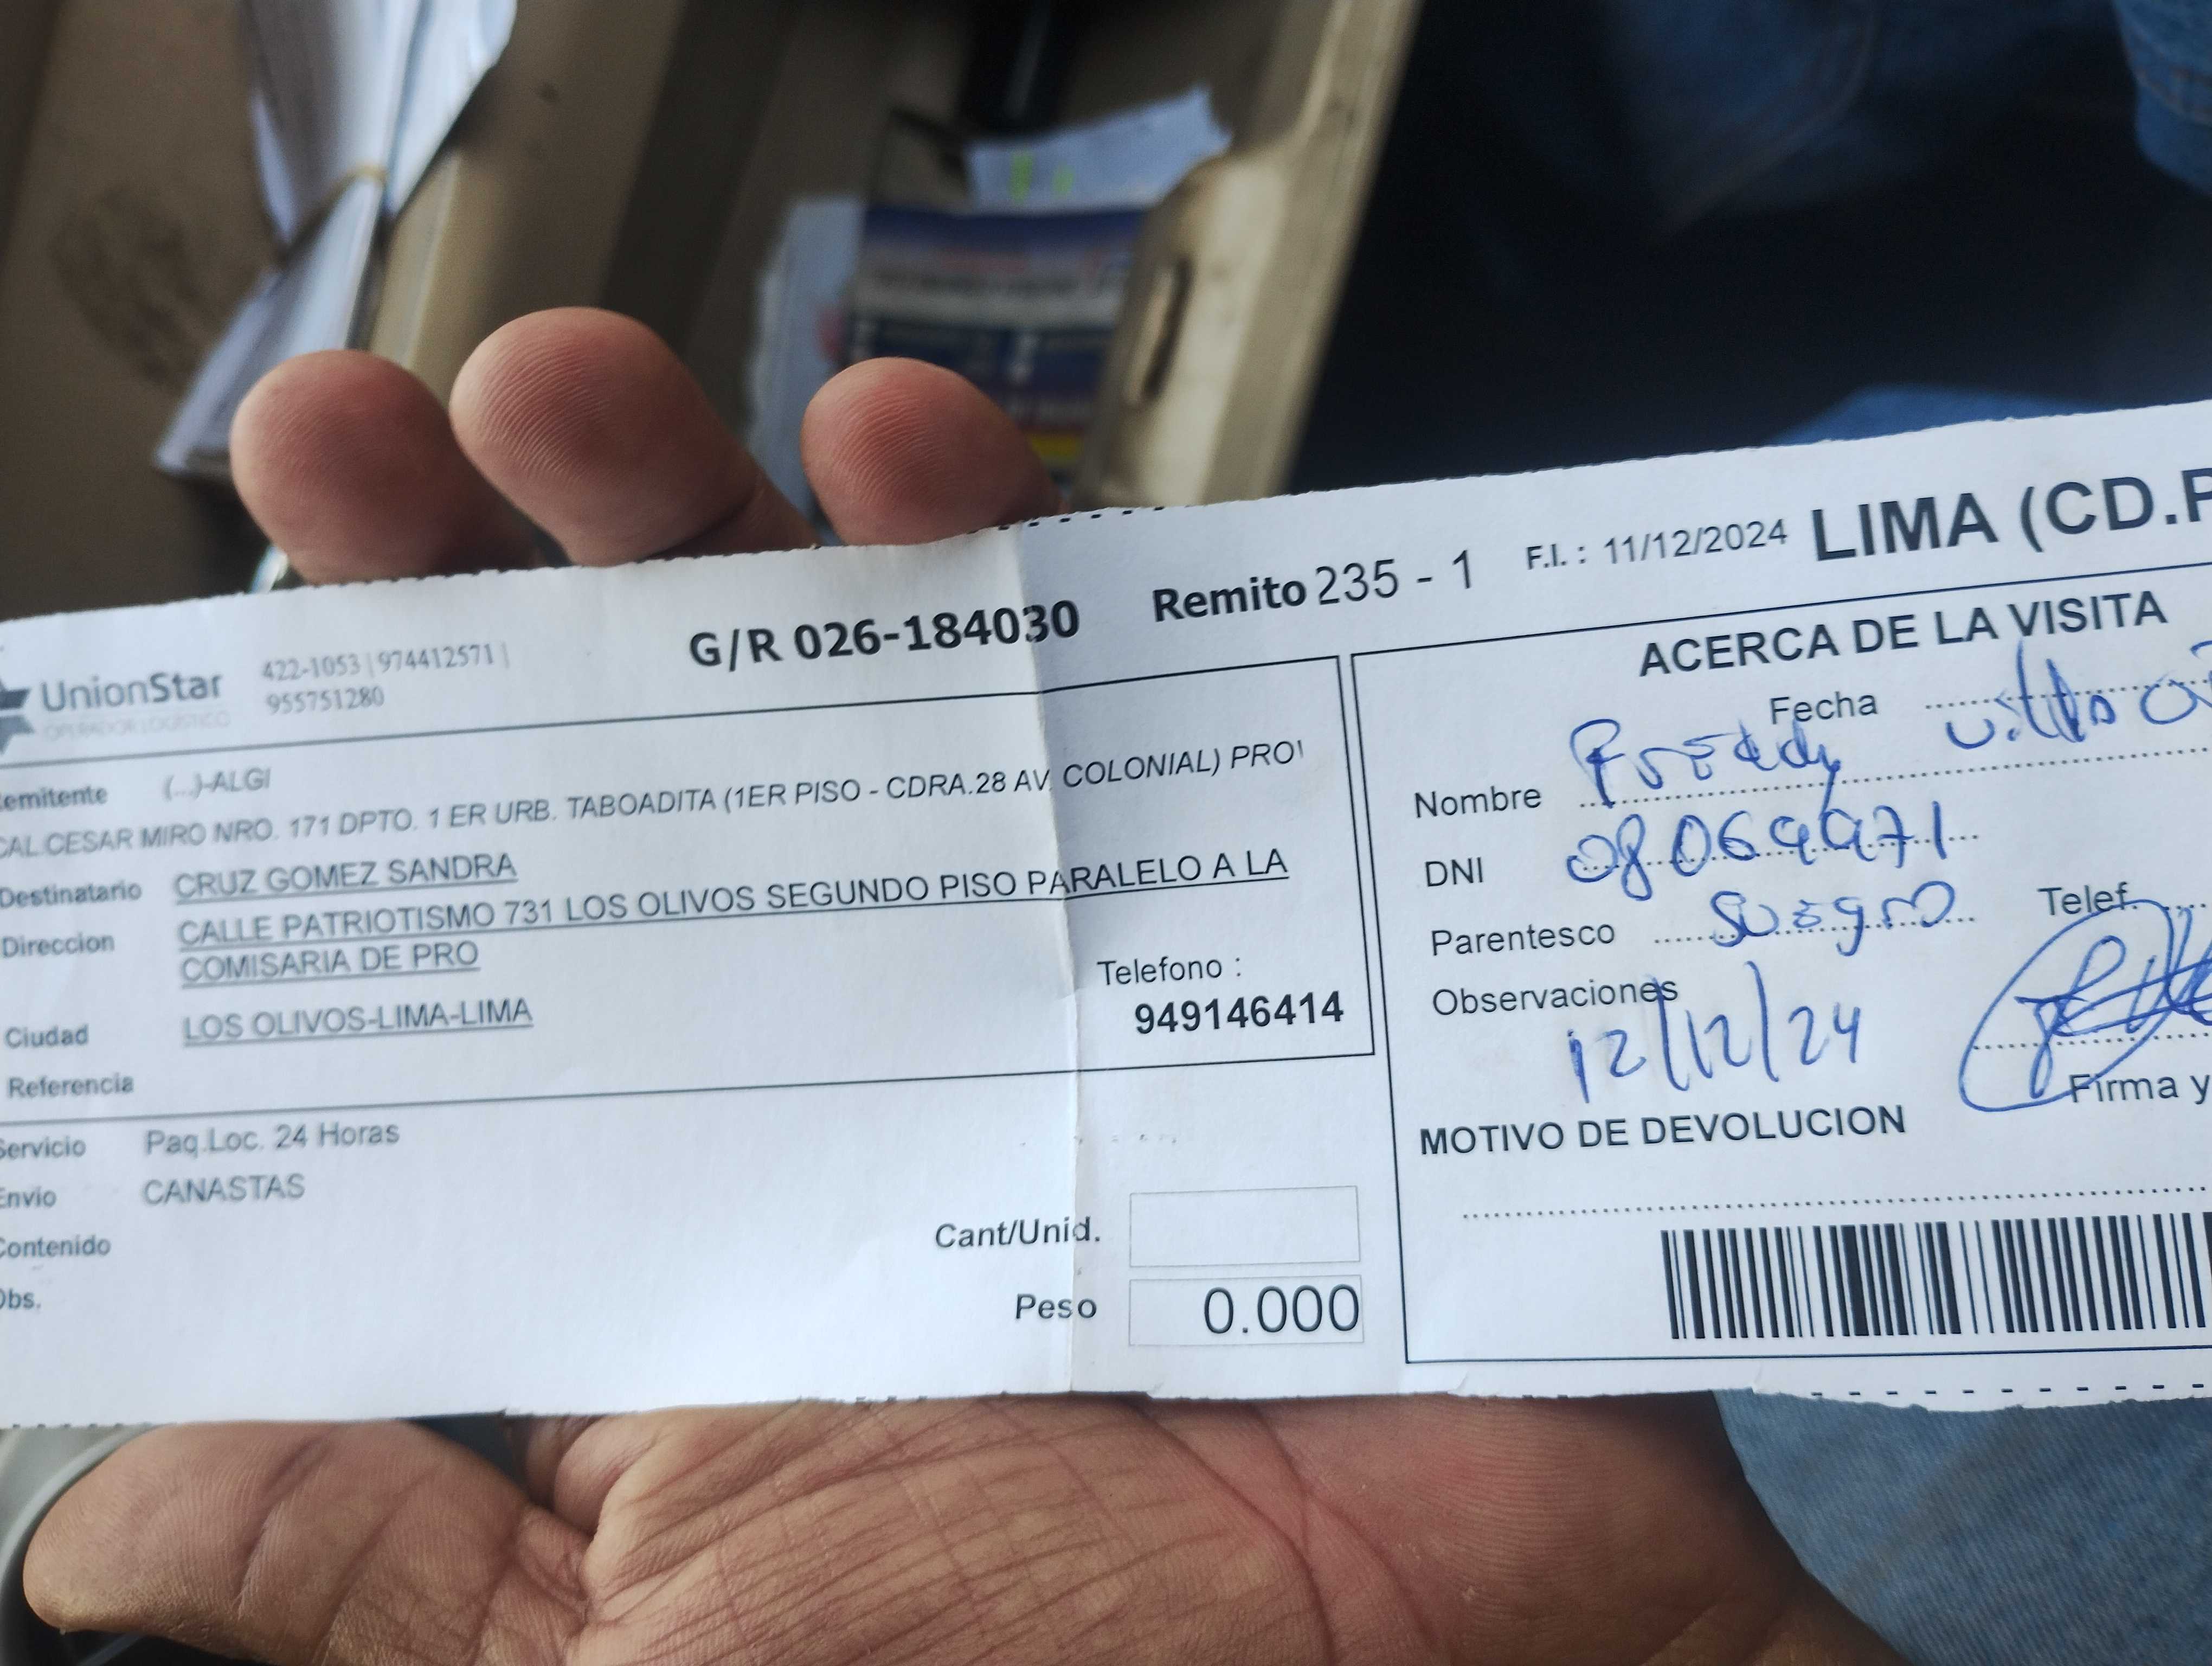 G/R 026-184030 Remito 235 - 1 F.I. : 11/12/2024 LIMA (CD.P
UnionStar 422-1053 | 974412571 |
OPERADOR LOGISTICO 955751280
emitente (...)-ALGI
CAL.CESAR MIRO NRO. 171 DPTO. 1 ER URB. TABOADITA (1ER PISO - CDRA.28 AV. COLONIAL) PRO
Destinatario CRUZ GOMEZ SANDRA
Direccion CALLE PATRIOTISMO 731 LOS OLIVOS SEGUNDO PISO PARALELO A LA
COMISARIA DE PRO
Telefono :
949146414
Ciudad LOS OLIVOS-LIMA-LIMA
Referencia
Servicio Paq.Loc. 24 Horas
Envio CANASTAS
Contenido
Obs.
Cant/Unid.
Peso 0.000
ACERCA DE LA VISITA
Fecha
Nombre Freddy
DNI
Parentesco suegro Telef.
Observaciones
12/12/24
Firma y
MOTIVO DE DEVOLUCION